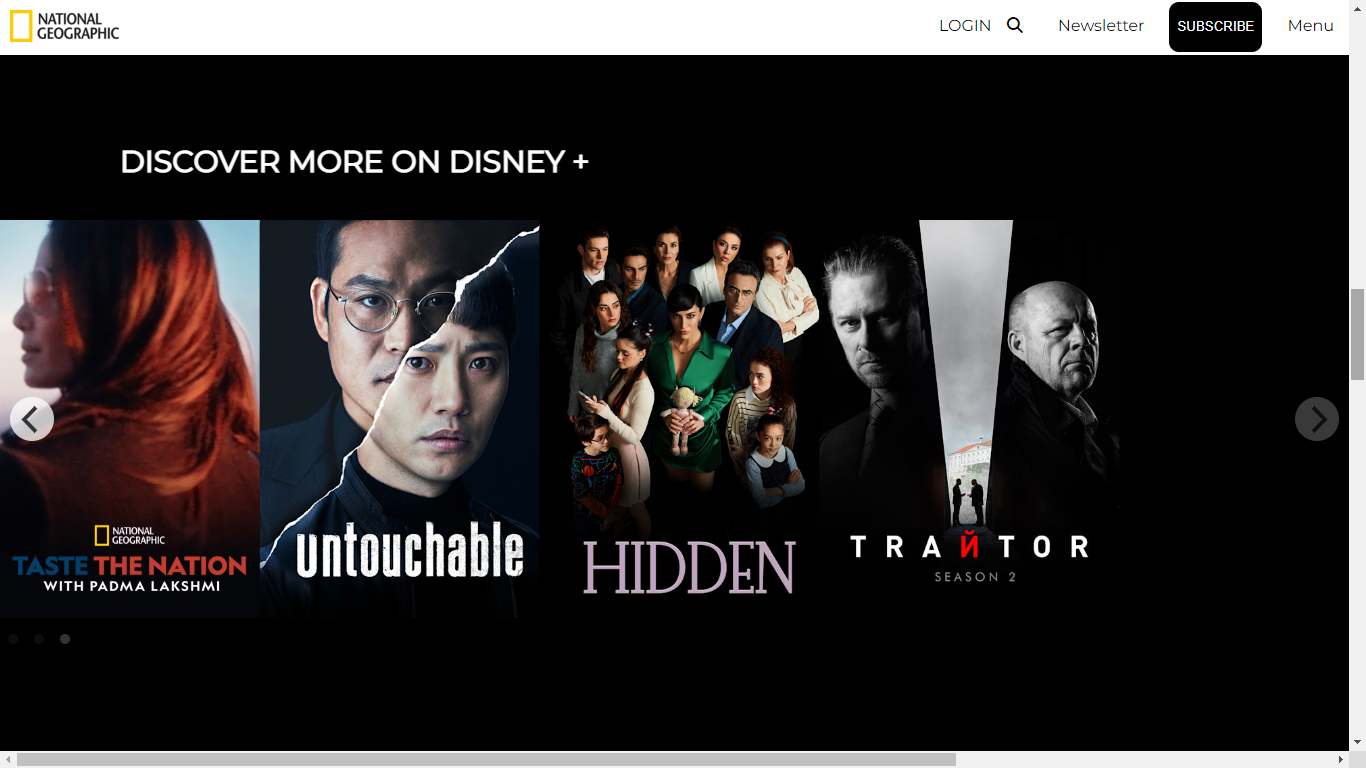 NATIONAL
GEOGRAPHIC
LOGIN
Newsletter
SUBSCRIBE
Menu
DISCOVER MORE ON DISNEY +
NATIONAL
GEOGRAPHIC
TASTE THE NATION
WITH PADMA LAKSHMI
untouchable
HIDDEN
TRAЙTOR
SEASON 2